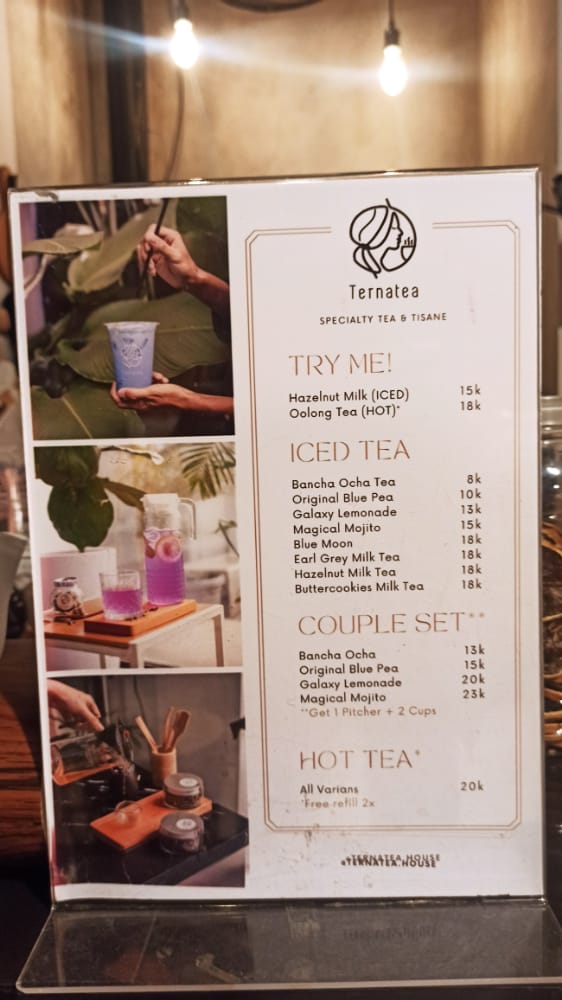 Ternatea
SPECIALTY TEA & TISANE
TRY ME!
Hazelnut Milk (ICED) 15k
Oolong Tea (HOT)* 18k
ICED TEA
Bancha Ocha Tea 8k
Original Blue Pea 10k
Galaxy Lemonade 13k
Magical Mojito 15k
Blue Moon 18k
Earl Grey Milk Tea 18k
Hazelnut Milk Tea 18k
Buttercookies Milk Tea 18k
COUPLE SET**
Bancha Ocha 13k
Original Blue Pea 15k
Galaxy Lemonade 20k
Magical Mojito 23k
**Get 1 Pitcher + 2 Cups
HOT TEA*
All Varians 20k
*Free refill 2x
@TERNATEA.HOUSE